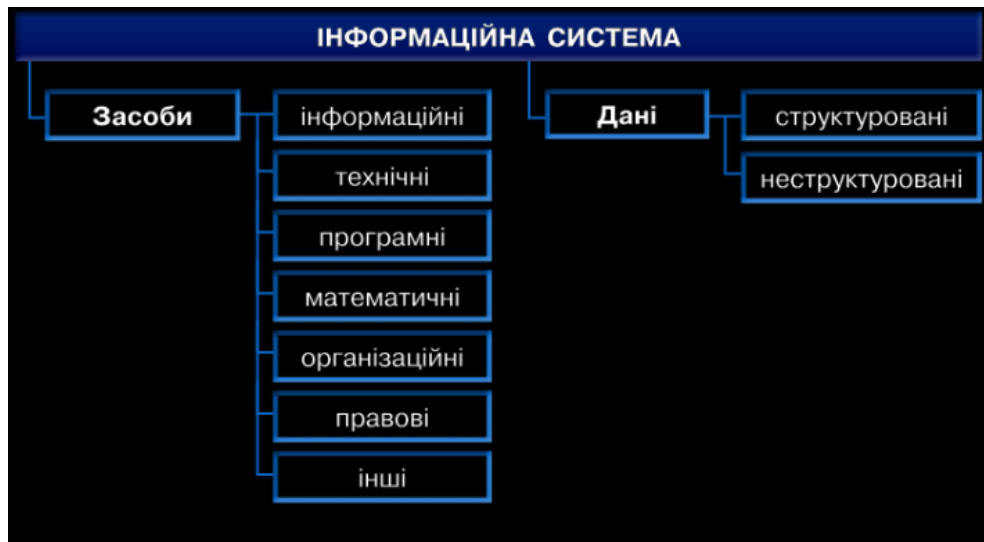 ІНФОРМАЦІЙНА СИСТЕМА
Засоби
інформаційні
технічні
програмні
математичні
організаційні
правові
інші
Дані
структуровані
неструктуровані